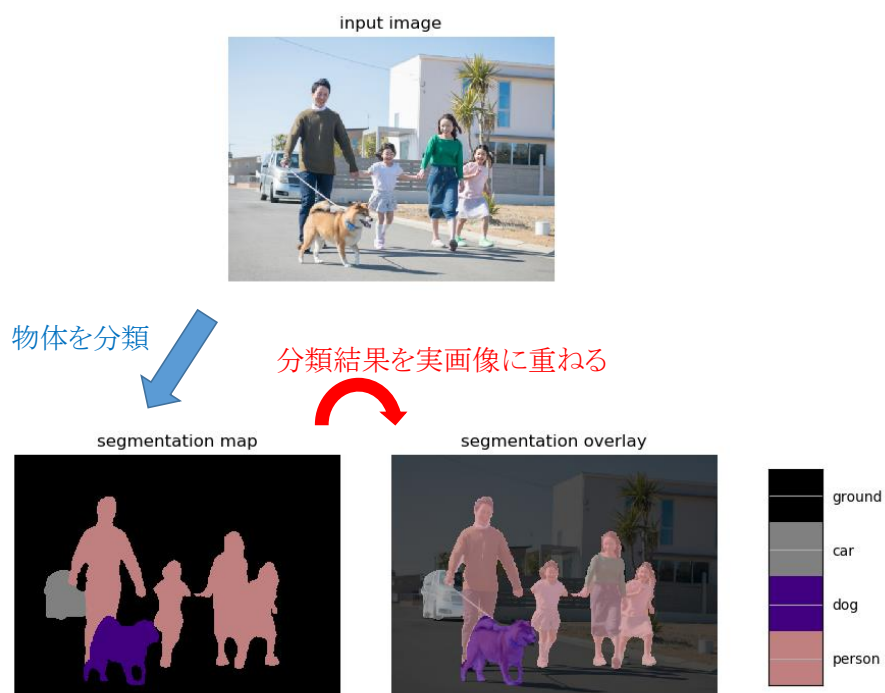 input image
物体を分類
分類結果を実画像に重ねる
segmentation map
segmentation overlay
ground
car
dog
person